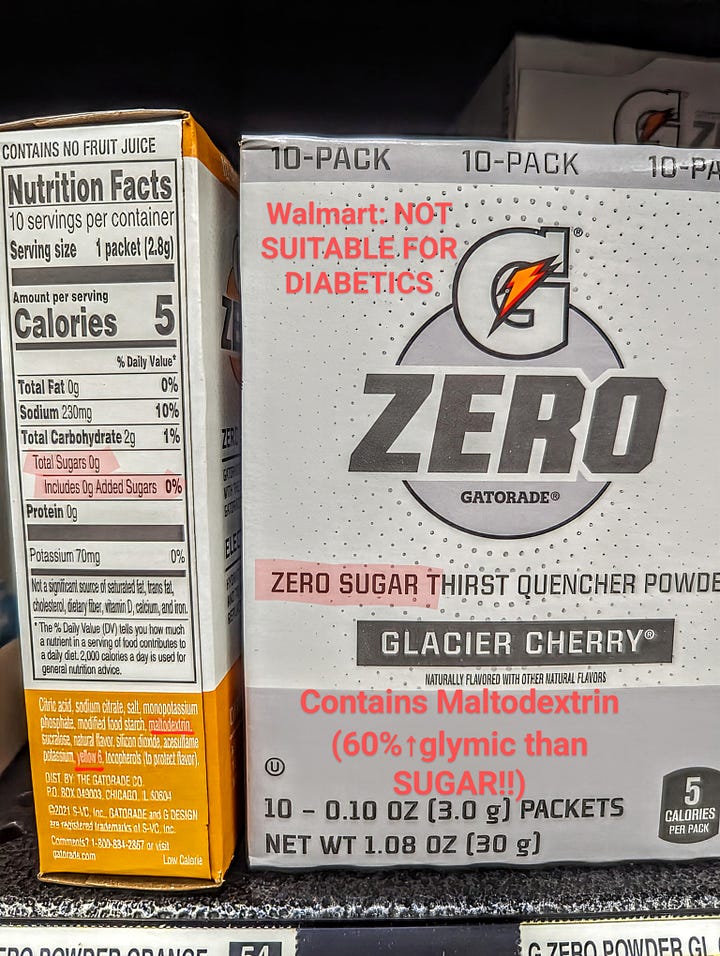 CONTAINS NO FRUIT JUICE
Nutrition Facts
10 servings per container
Serving size 1 packet (2.8g)
Amount per serving
Calories 5
% Daily Value*
Total Fat 0g 0%
Sodium 230mg 10%
Total Carbohydrate 2g 1%
Total Sugars 0g
Includes 0g Added Sugars 0%
Protein 0g
Potassium 70mg 0%
Not a significant source of saturated fat, trans fat,
cholesterol, dietary fiber, vitamin D, calcium, and iron.
*The % Daily Value (DV) tells you how much
a nutrient in a serving of food contributes to
a daily diet. 2,000 calories a day is used for
general nutrition advice.
Citric acid, sodium citrate, salt, monopotassium
phosphate, modified food starch, maltodextrin,
sucralose, natural flavor, silicon dioxide, acesulfame
potassium, yellow 6, tocopherols (to protect flavor).
DIST. BY: THE GATORADE CO.
P.O. BOX 049003, CHICAGO, IL 60604
©2021 S-VC, Inc., GATORADE and G DESIGN
are registered trademarks of S-VC, Inc.
Comments? 1-800-884-2867 or visit
gatorade.com Low Calorie
10-PACK 10-PACK 10-PA
Walmart: NOT
SUITABLE FOR
DIABETICS
G®
ZERO
GATORADE®
ZERO SUGAR THIRST QUENCHER POWDE
GLACIER CHERRY®
NATURALLY FLAVORED WITH OTHER NATURAL FLAVORS
Contains Maltodextrin
(60%↑glymic than
SUGAR!!)
10 – 0.10 OZ (3.0 g) PACKETS
NET WT 1.08 OZ (30 g)
5
CALORIES
PER PACK
G ZERO POWDER GL